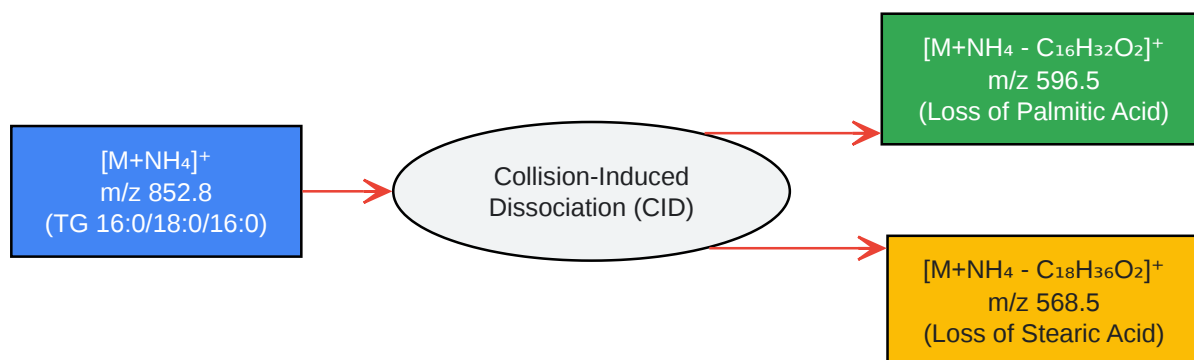 [M+NH₄]⁺
m/z 852.8
(TG 16:0/18:0/16:0)
Collision-Induced
Dissociation (CID)
[M+NH₄ - C₁₆H₃₂O₂]⁺
m/z 596.5
(Loss of Palmitic Acid)
[M+NH₄ - C₁₈H₃₆O₂]⁺
m/z 568.5
(Loss of Stearic Acid)